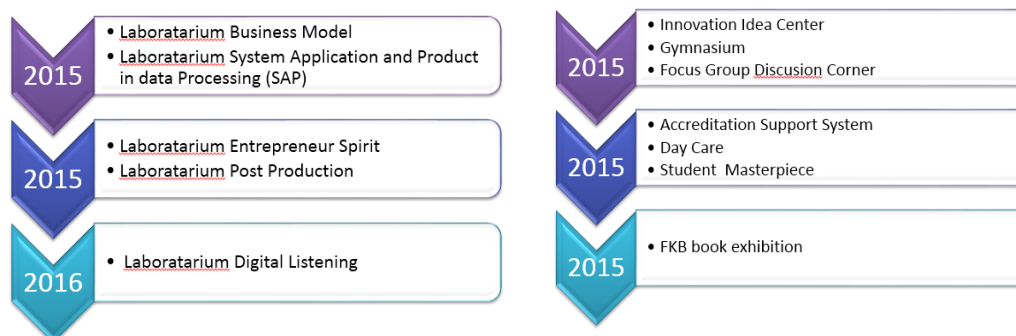 2015
• Laboratarium Business Model
• Laboratarium System Application and Product
in data Processing (SAP)
2015
• Laboratarium Entrepreneur Spirit
• Laboratarium Post Production
2016
• Laboratarium Digital Listening
2015
• Innovation Idea Center
• Gymnasium
• Focus Group Discusion Corner
2015
• Accreditation Support System
• Day Care
• Student Masterpiece
2015
• FKB book exhibition